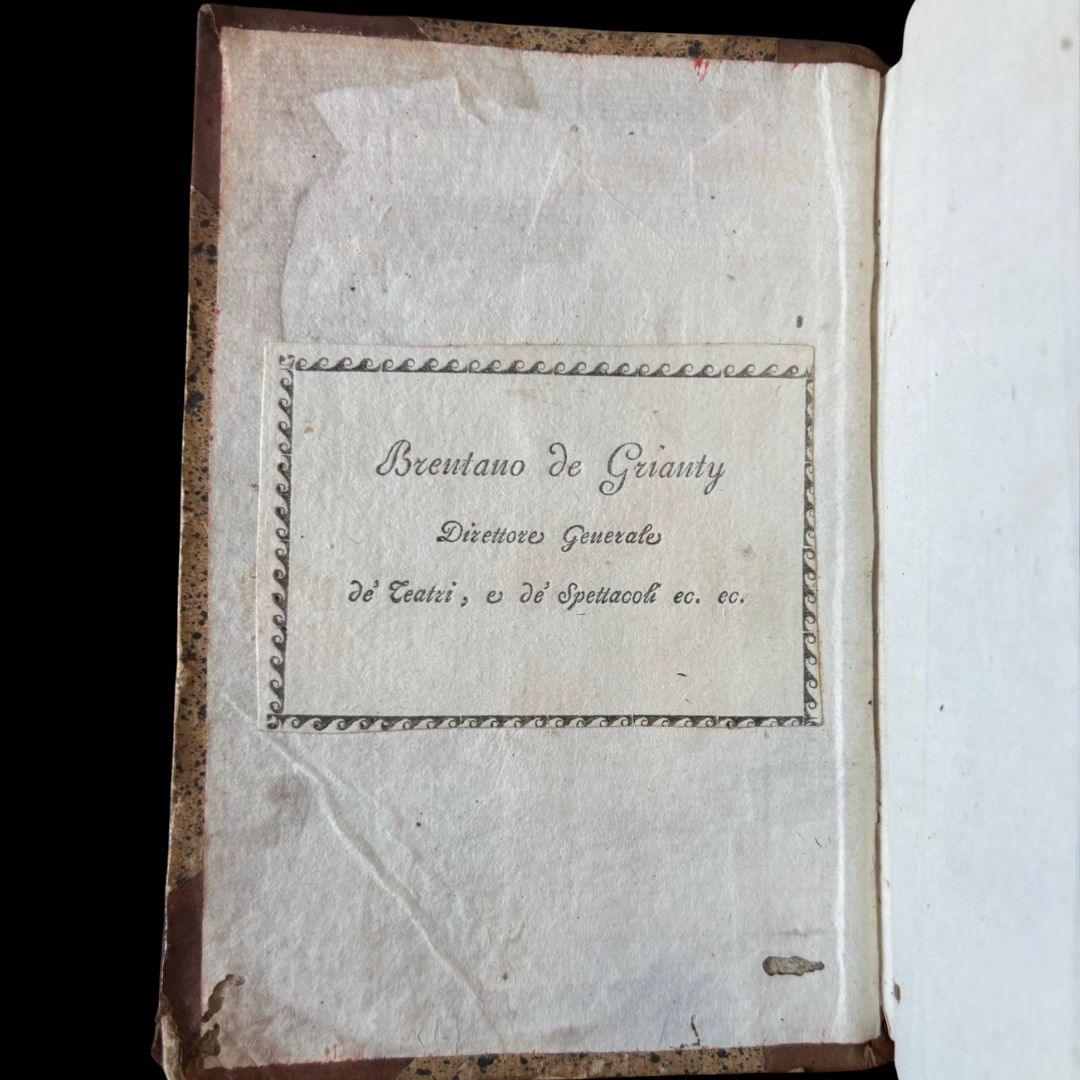 Brentano de Grianty
Direttore Generale
de' Teatri, e de' Spettacoli ec. ec.